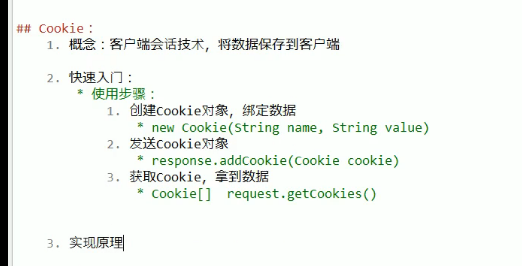 ## Cookie：
1. 概念：客户端会话技术，将数据保存到客户端
2. 快速入门：
* 使用步骤：
1. 创建Cookie对象，绑定数据
* new Cookie(String name, String value)
2. 发送Cookie对象
* response.addCookie(Cookie cookie)
3. 获取Cookie，拿到数据
* Cookie[]  request.getCookies()
3. 实现原理